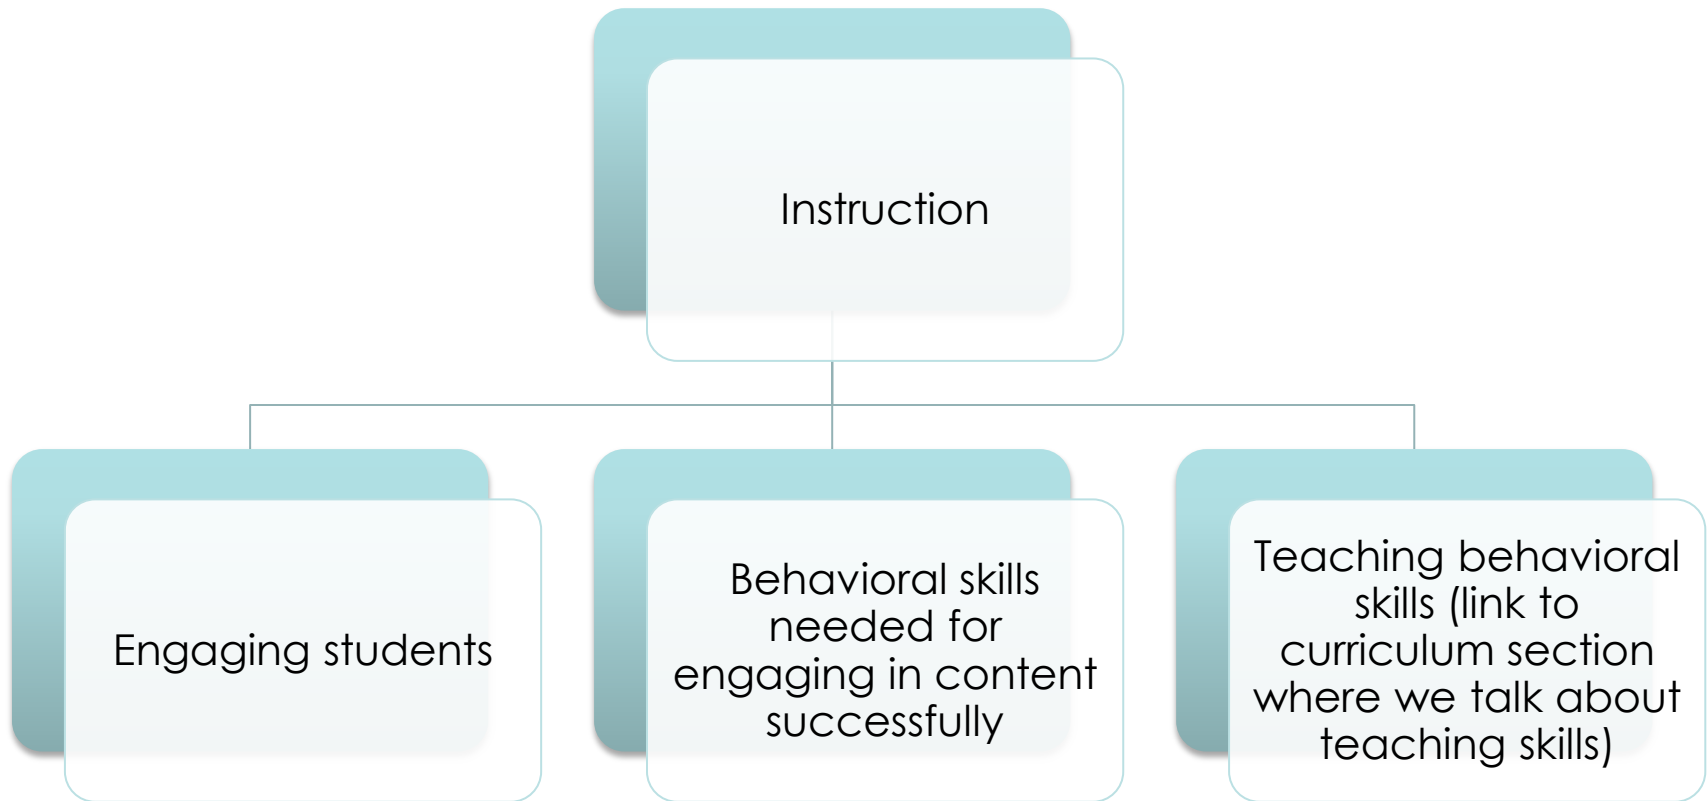 Instruction
Engaging students
Behavioral skills
needed for
engaging in content
successfully
Teaching behavioral
skills (link to
curriculum section
where we talk about
teaching skills)